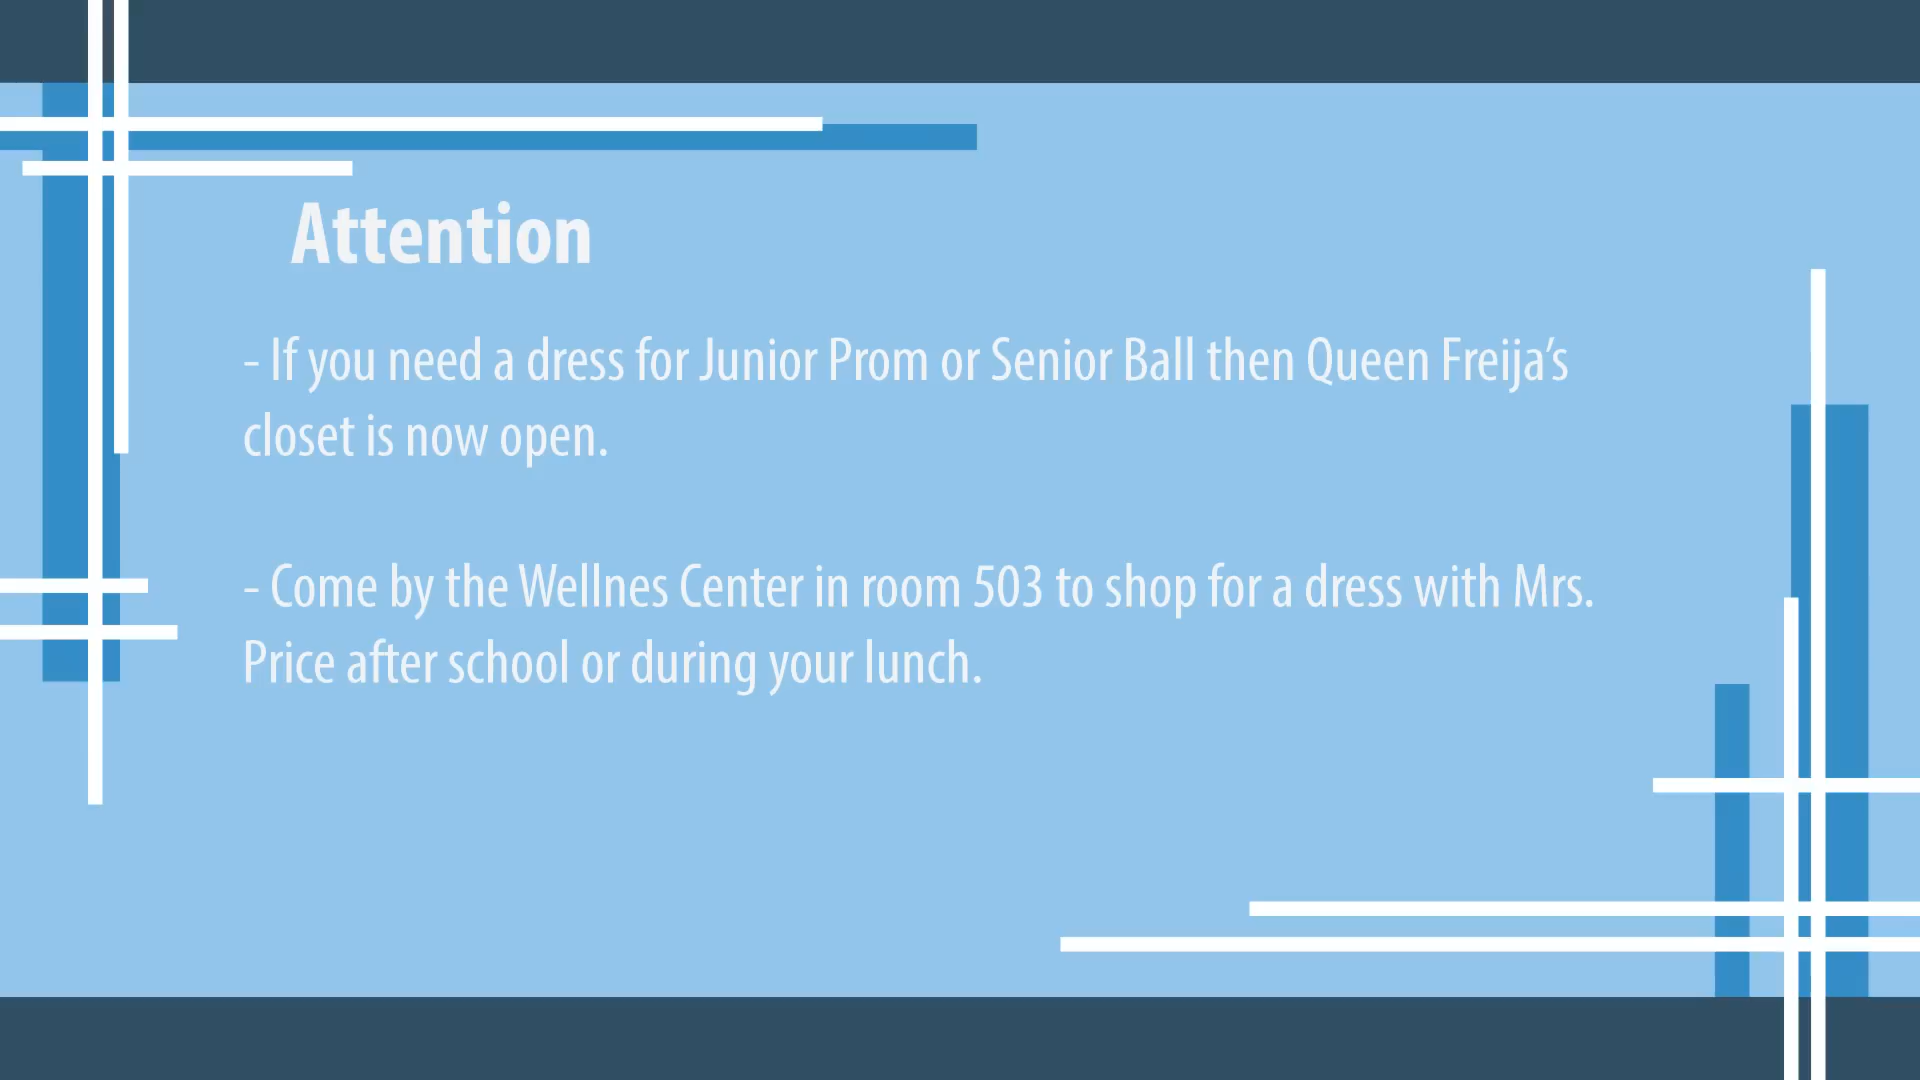 Attention
- If you need a dress for Junior Prom or Senior Ball then Queen Freija’s
closet is now open.
- Come by the Wellnes Center in room 503 to shop for a dress with Mrs.
Price after school or during your lunch.